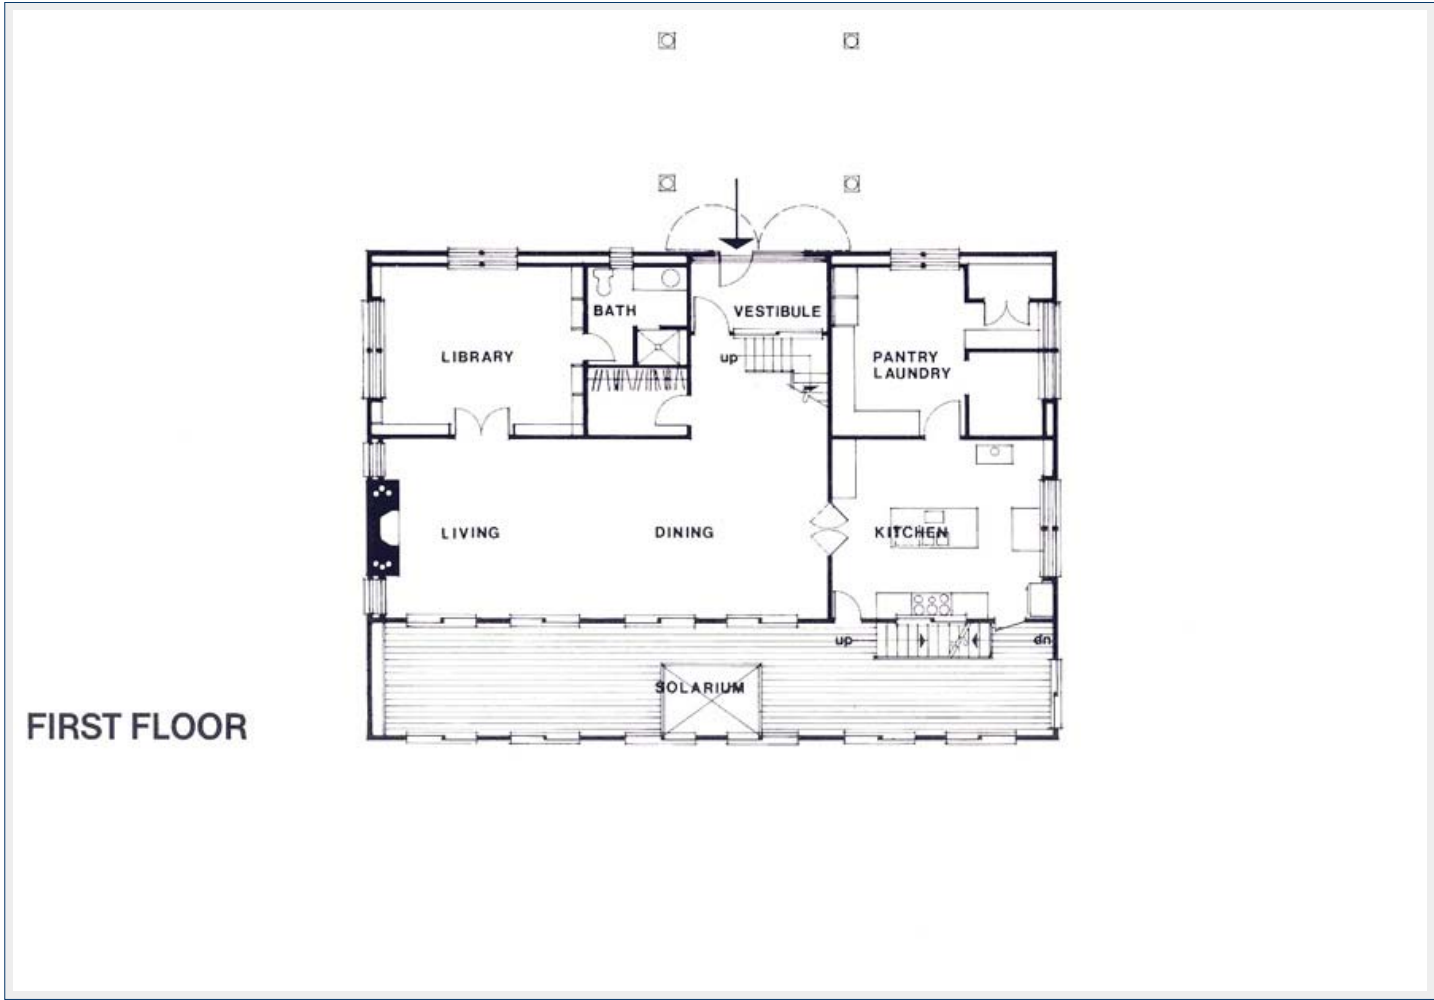 BATH
VESTIBULE
LIBRARY
up
PANTRY
LAUNDRY
LIVING
DINING
KITCHEN
up
dn
SOLARIUM
FIRST FLOOR